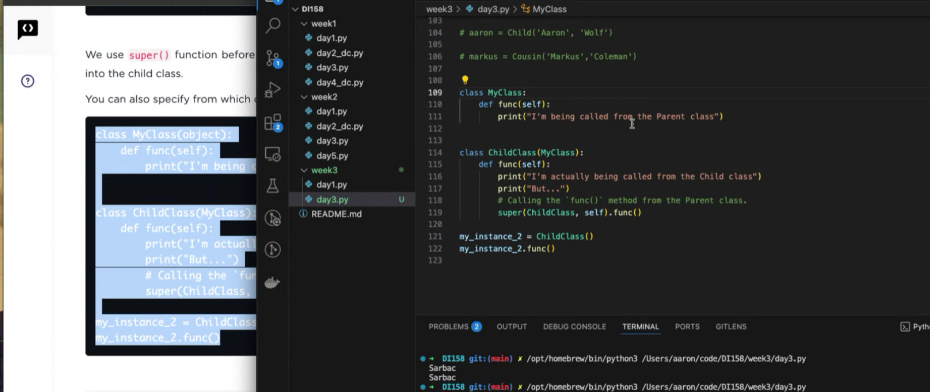 We use super() function before
into the child class.
You can also specify from which
class MyClass(object):
def func(self):
print("I'm being
class ChildClass(MyClass):
def func(self):
print("I'm actuall
print("But...")
# Calling the `fun
super(ChildClass,
my_instance_2 = ChildClass
my_instance_2.func()
1
2
DI158
week1
day1.py
day2_dc.py
day3.py
day4_dc.py
week2
day1.py
day2_dc.py
day3.py
day5.py
week3
day1.py
day3.py U
README.md
week3 > day3.py > MyClass
103
104 # aaron = Child('Aaron', 'Wolf')
105
106 # markus = Cousin('Markus','Coleman')
107
108
109 class MyClass:
110 def func(self):
111 print("I'm being called from the Parent class")
112
113
114 class ChildClass(MyClass):
115 def func(self):
116 print("I'm actually being called from the Child class")
117 print("But...")
118 # Calling the `func()` method from the Parent class.
119 super(ChildClass, self).func()
120
121 my_instance_2 = ChildClass()
122 my_instance_2.func()
123
PROBLEMS 2 OUTPUT DEBUG CONSOLE TERMINAL PORTS GITLENS Pyth
→ DI158 git:(main) ✗ /opt/homebrew/bin/python3 /Users/aaron/code/DI158/week3/day3.py
Sarbac
Sarbac
→ DI158 git:(main) ✗ /opt/homebrew/bin/python3 /Users/aaron/code/DI158/week3/day3.py